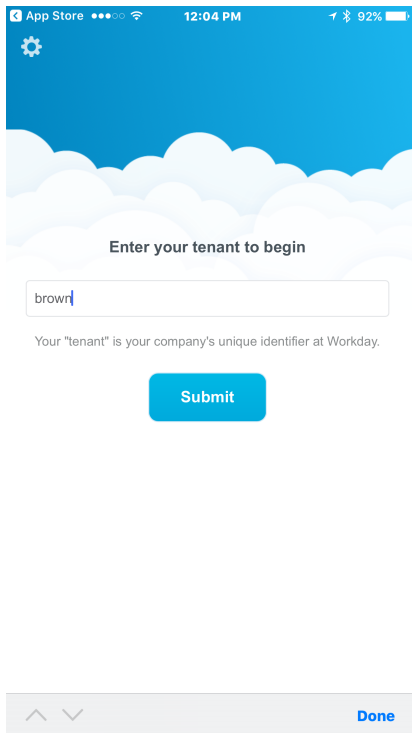 App Store 12:04 PM 92%
Enter your tenant to begin
brown
Your "tenant" is your company's unique identifier at Workday.
Submit
Done